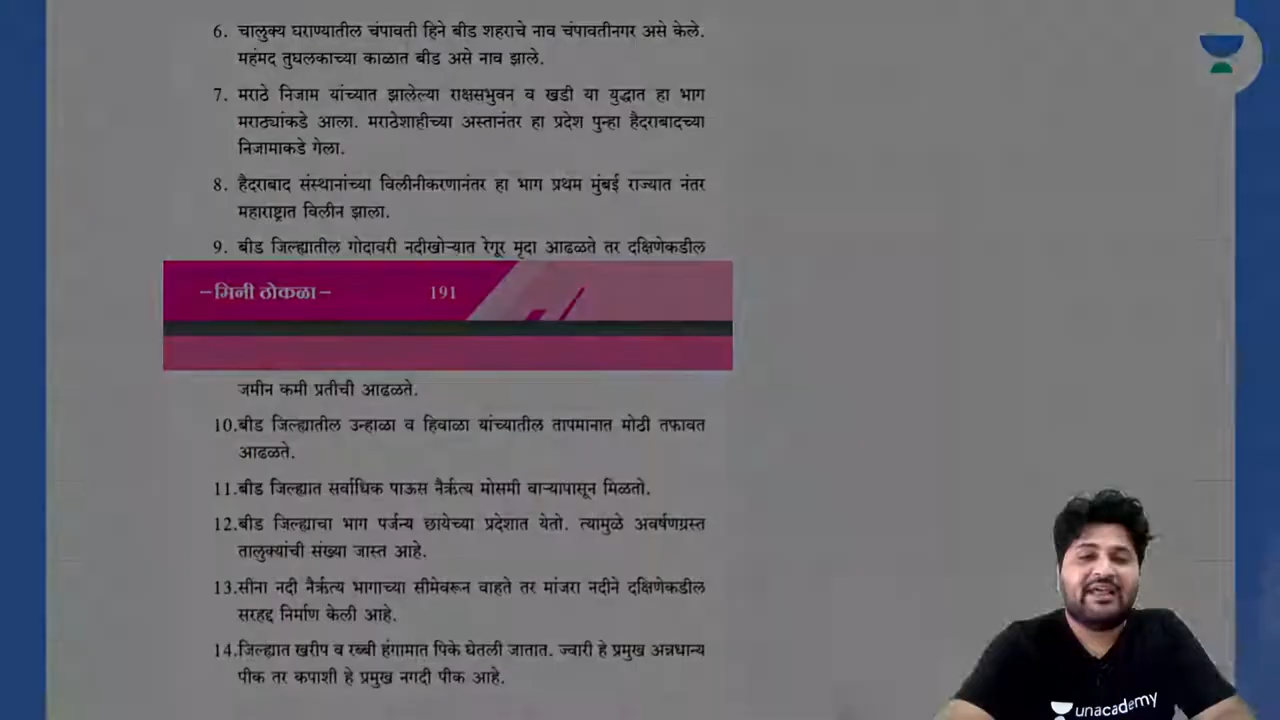 6. चालुक्य घराण्यातील चंपावती हिने बीड शहराचे नाव चंपावतीनगर असे केले.
महंमद तुघलकाच्या काळात बीड असे नाव झाले.
7. मराठे निजाम यांच्यात झालेल्या राक्षसभुवन व खडी या युद्धात हा भाग
मराठ्यांकडे आला. मराठेशाहीच्या अस्तानंतर हा प्रदेश पुन्हा हैदराबादच्या
निजामाकडे गेला.
8. हैदराबाद संस्थानांच्या विलीनीकरणानंतर हा भाग प्रथम मुंबई राज्यात नंतर
महाराष्ट्रात विलीन झाला.
9. बीड जिल्ह्यातील गोदावरी नदीखोऱ्यात रेगूर मृदा आढळते तर दक्षिणेकडील
–मिनी ठोकळा– 191
जमीन कमी प्रतीची आढळते.
10.बीड जिल्ह्यातील उन्हाळा व हिवाळा यांच्यातील तापमानात मोठी तफावत
आढळते.
11.बीड जिल्ह्यात सर्वाधिक पाऊस नैर्ऋत्य मोसमी वाऱ्यापासून मिळतो.
12.बीड जिल्ह्याचा भाग पर्जन्य छायेच्या प्रदेशात येतो. त्यामुळे अवर्षणग्रस्त
तालुक्यांची संख्या जास्त आहे.
13.सीना नदी नैर्ऋत्य भागाच्या सीमेवरून वाहते तर मांजरा नदीने दक्षिणेकडील
सरहद्द निर्माण केली आहे.
14.जिल्ह्यात खरीप व रब्बी हंगामात पिके घेतली जातात. ज्वारी हे प्रमुख अन्नधान्य
पीक तर कपाशी हे प्रमुख नगदी पीक आहे.
unacademy